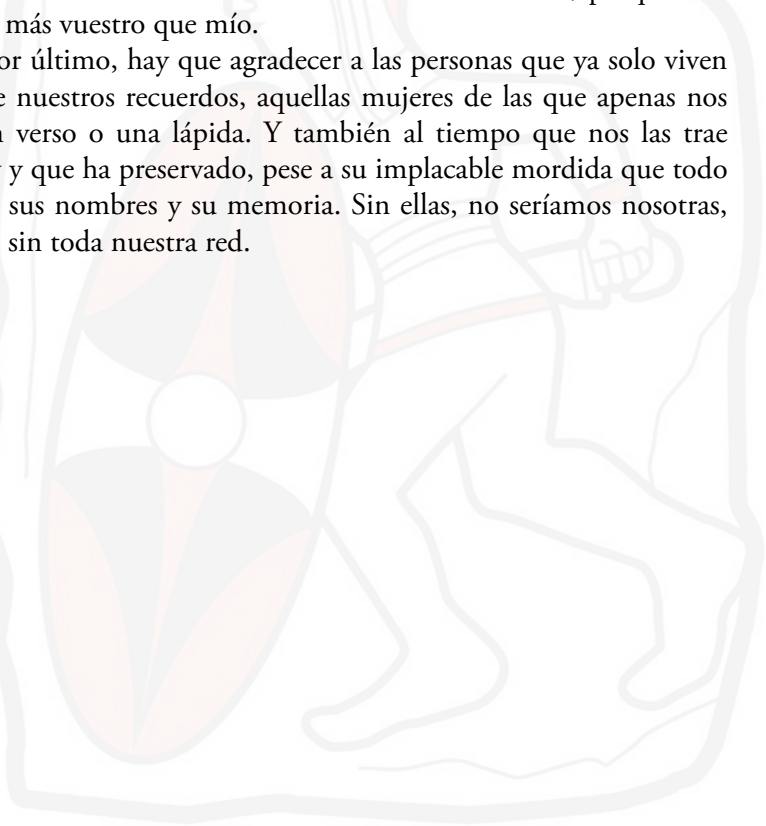 más vuestro que mío.
or último, hay que agradecer a las personas que ya solo viven
e nuestros recuerdos, aquellas mujeres de las que apenas nos
verso o una lápida. Y también al tiempo que nos las trae
y que ha preservado, pese a su implacable mordida que todo
sus nombres y su memoria. Sin ellas, no seríamos nosotras,
sin toda nuestra red.